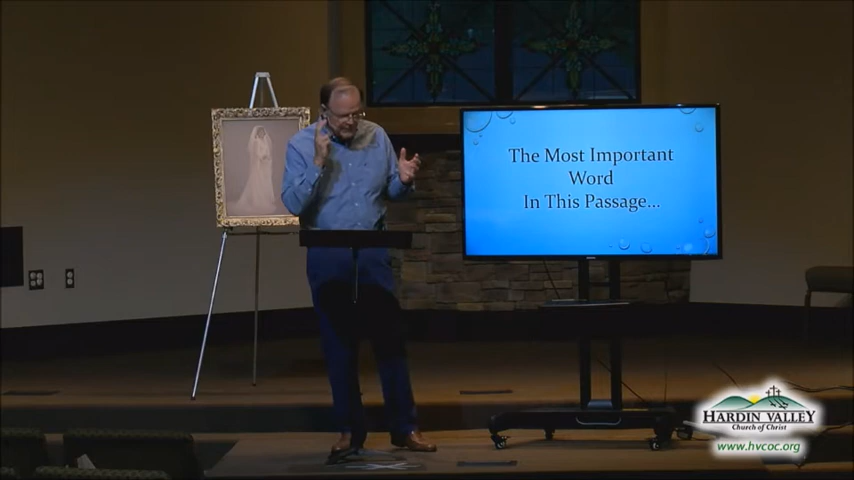 The Most Important
Word
In This Passage...
HARDIN VALLEY
Church of Christ
www.hvcoc.org